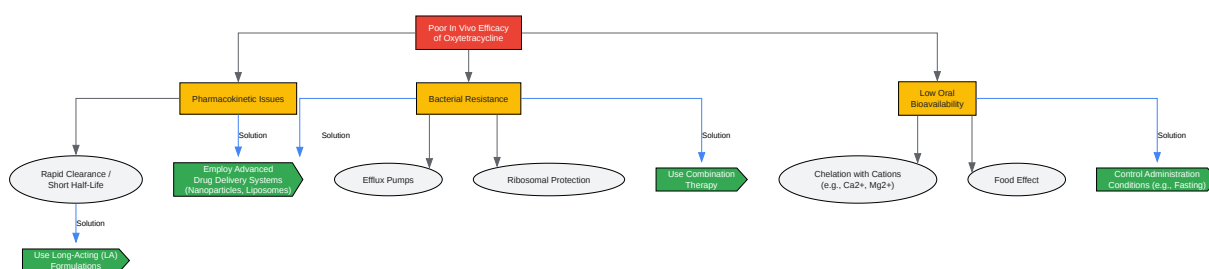 Poor In Vivo Efficacy
of Oxytetracycline
Pharmacokinetic Issues
Bacterial Resistance
Low Oral
Bioavailability
Solution
Solution
Solution
Solution
Rapid Clearance /
Short Half-Life
Employ Advanced
Drug Delivery Systems
(Nanoparticles, Liposomes)
Efflux Pumps
Ribosomal Protection
Use Combination
Therapy
Chelation with Cations
(e.g., Ca2+, Mg2+)
Food Effect
Control Administration
Conditions (e.g., Fasting)
Solution
Use Long-Acting (LA)
Formulations